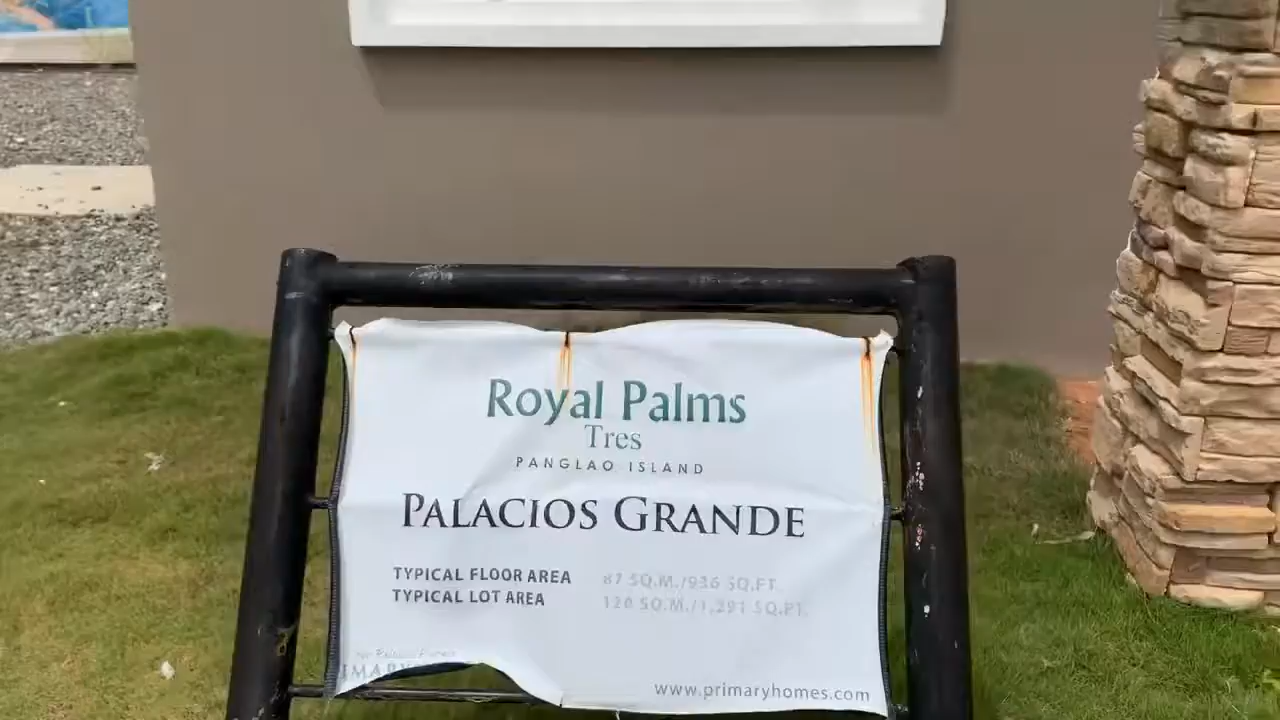 Royal Palms
Tres
PANGLAO ISLAND
PALACIOS GRANDE
TYPICAL FLOOR AREA 87 SQ.M./936 SQ.FT.
TYPICAL LOT AREA 120 SQ.M./1,291 SQ.FT.
www.primaryhomes.com